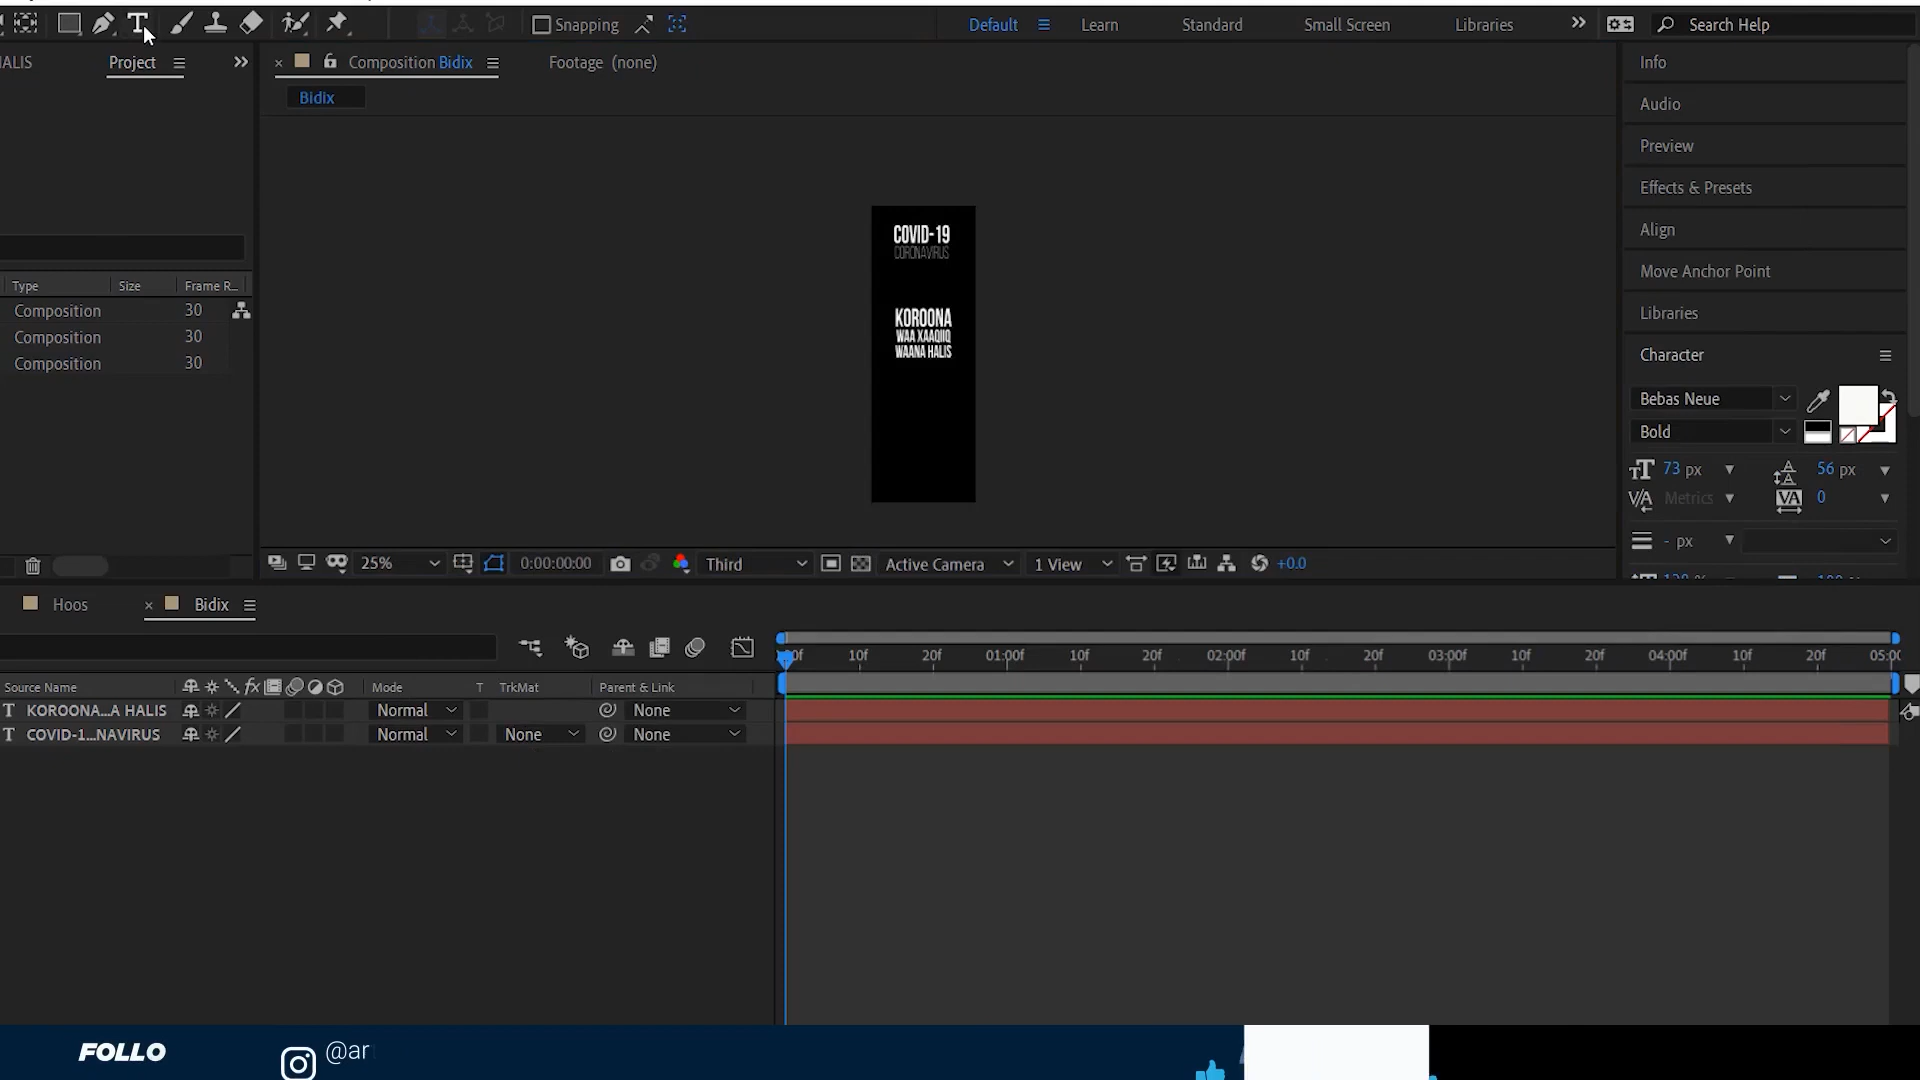 T
Snapping
Default
Learn
Standard
Small Screen
Libraries
Search Help
ALIS
Project
Composition Bidix
Footage (none)
Bidix
COVID-19
CORONAVIRUS
KOROONA
WAA XAAQIIQ
WAANA HALIS
Type
Size
Frame R...
Composition
30
Composition
30
Composition
30
Info
Audio
Preview
Effects & Presets
Align
Move Anchor Point
Libraries
Character
Bebas Neue
Bold
73 px
56 px
Metrics
0
- px
25%
0:00:00:00
Third
Active Camera
1 View
+0.0
Hoos
Bidix
10f
20f
01:00f
10f
20f
02:00f
10f
20f
03:00f
10f
20f
04:00f
10f
20f
Source Name
fx
Mode
T
TrkMat
Parent & Link
T KOROONA...A HALIS
Normal
None
T COVID-1...NAVIRUS
Normal
None
None
FOLLO
@ar